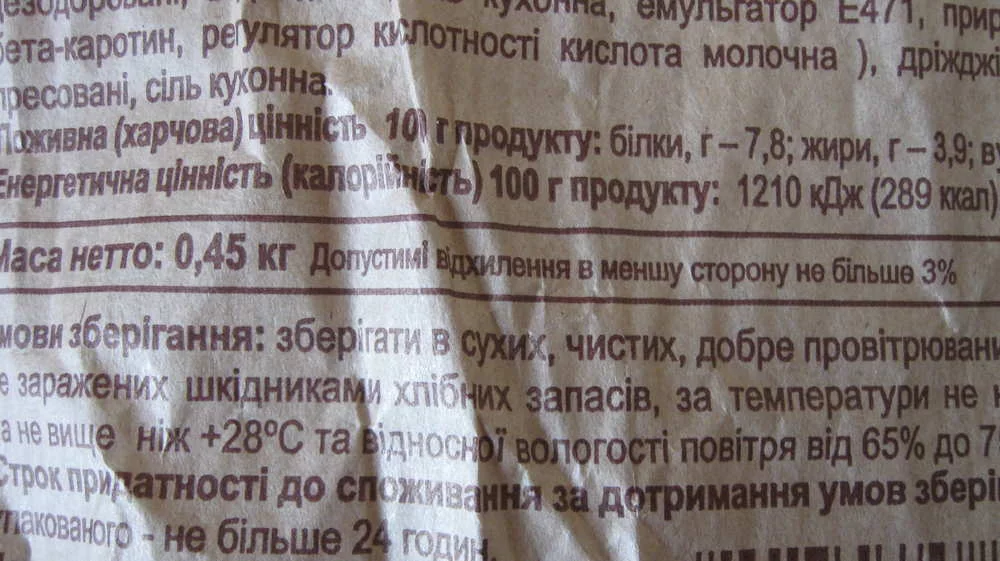 кухонна, емульгатор Е471,
бета-каротин, регулятор кислотності кислота молочна ), дріжджі
пресовані, сіль кухонна.
Поживна (харчова) цінність 100 г продукту: білки, г – 7,8; жири, г – 3,9;
Енергетична цінність (калорійність) 100 г продукту: 1210 кДж (289 ккал)
Маса нетто: 0,45 кг Допустимі відхилення в меншу сторону не більше 3%
мови зберігання: зберігати в сухих, чистих, добре провітрюван
е заражених шкідниками хлібних запасів, за температури не
а не вище ніж +28°С та відносної вологості повітря від 65% до 7
Строк придатності до споживання за дотримання умов збері
упакованого - не більше 24 годин.